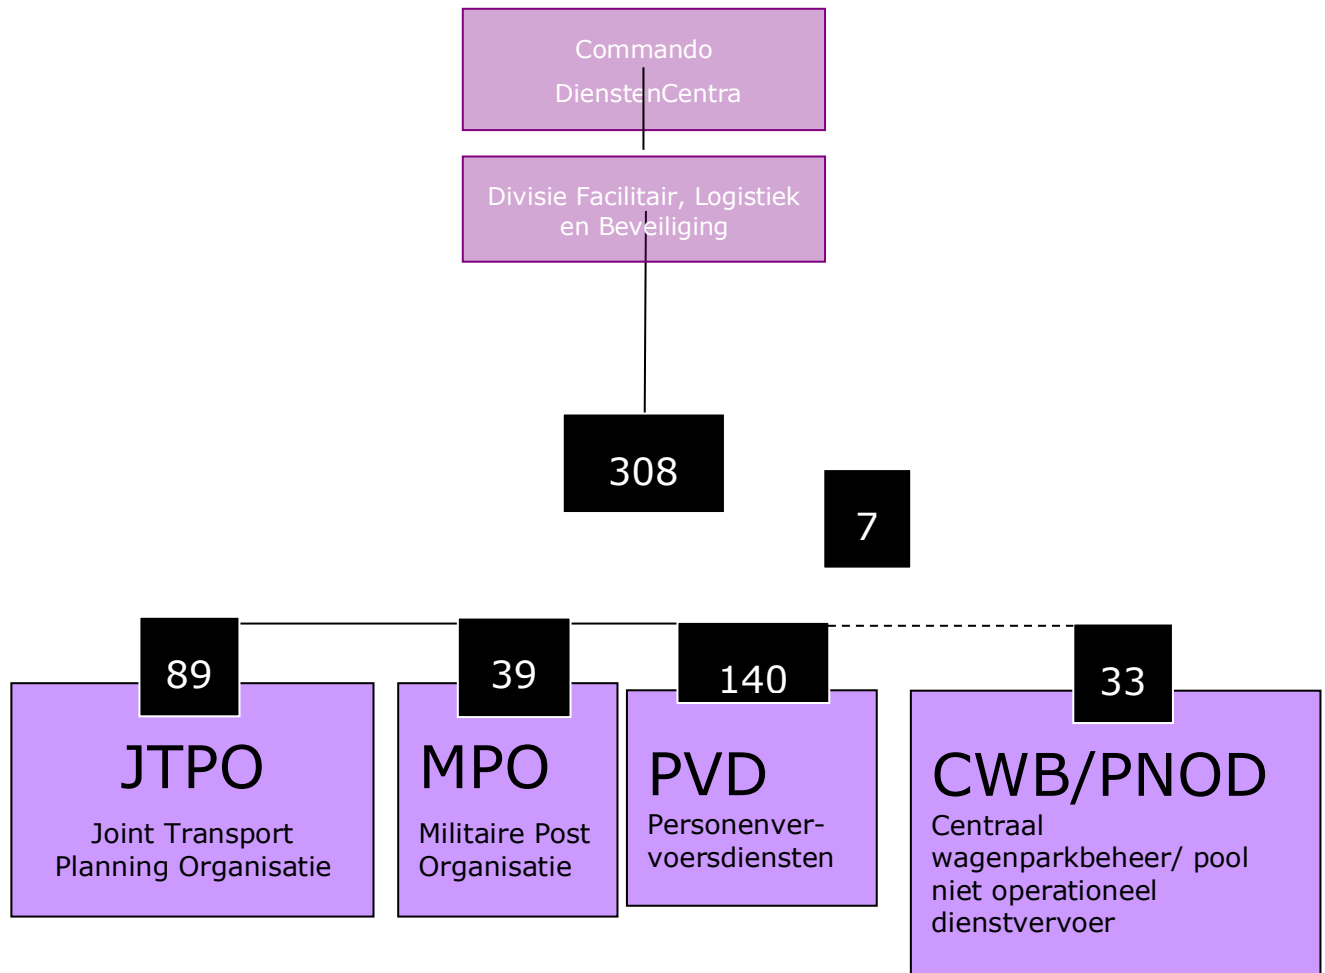 Commando
DienstenCentra
Divisie Facilitair, Logistiek
en Beveiliging
308
7
89
39
140
33
JTPO
Joint Transport
Planning Organisatie
MPO
Militaire Post
Organisatie
PVD
Personenver-
voersdiensten
CWB/PNOD
Centraal
wagenparkbeheer/ pool
niet operationeel
dienstvervoer